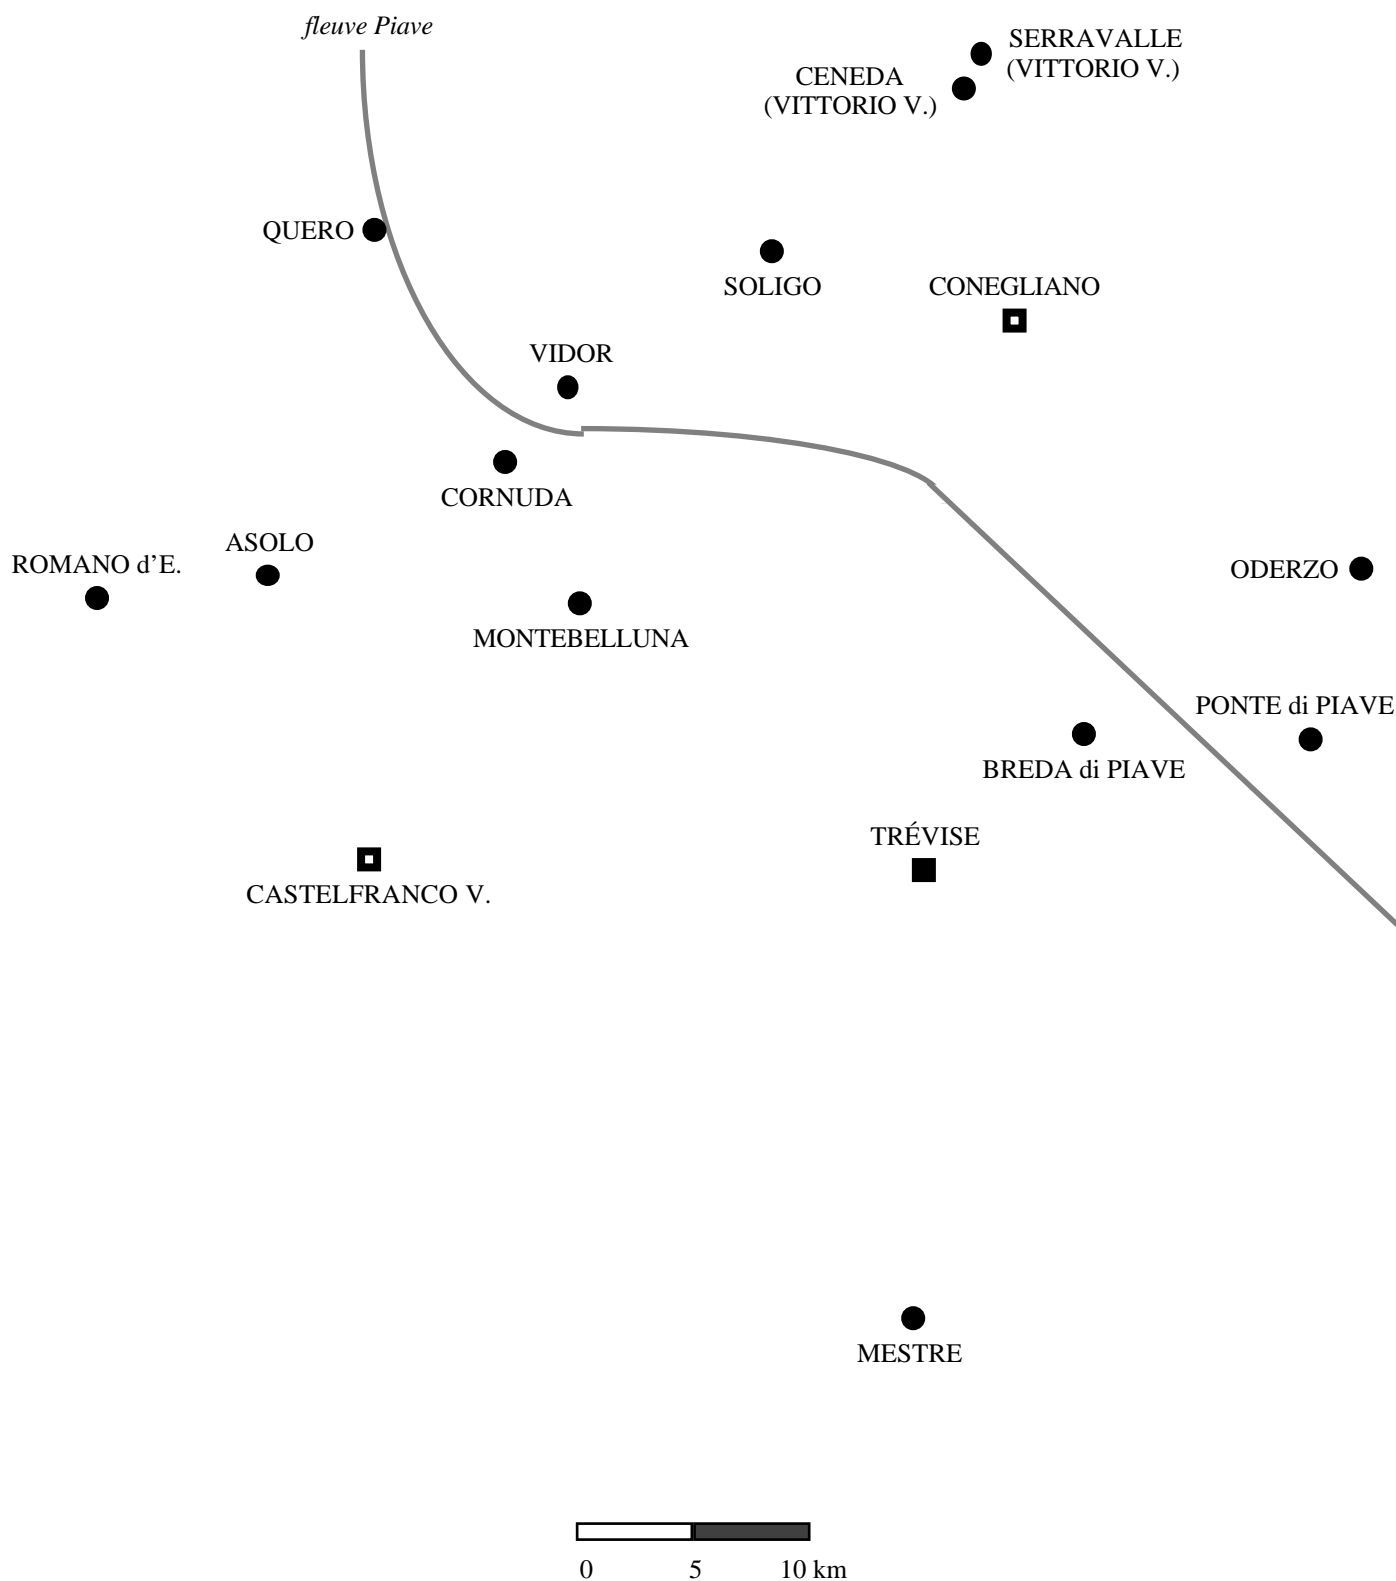 fleuve Piave
SERRAVALLE
(VITTORIO V.)
CENEDA
(VITTORIO V.)
QUERO
SOLIGO
CONEGLIANO
VIDOR
CORNUDA
ASOLO
ROMANO d’E.
ODERZO
MONTEBELLUNA
PONTE di PIAVE
BREDA di PIAVE
TRÉVISE
CASTELFRANCO V.
MESTRE
0 5 10 km